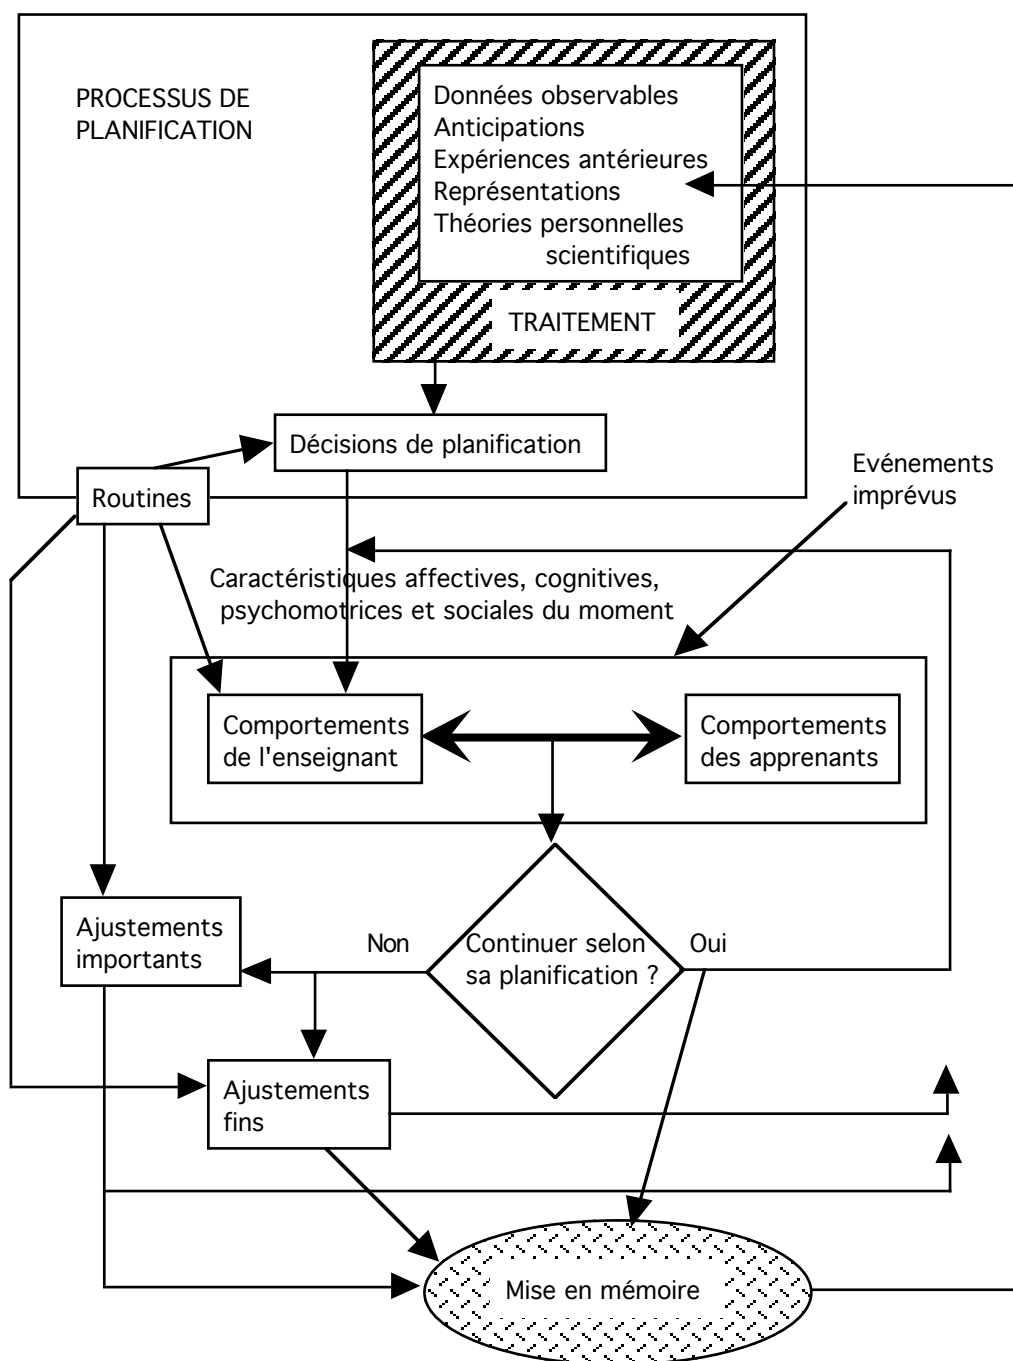 PROCESSUS DE
PLANIFICATION
Données observables
Anticipations
Expériences antérieures
Représentations
Théories personnelles
scientifiques
TRAITEMENT
Décisions de planification
Routines
Evénements
imprévus
Caractéristiques affectives, cognitives,
psychomotrices et sociales du moment
Comportements
de l'enseignant
Comportements
des apprenants
Ajustements
importants
Non
Continuer selon
sa planification ?
Oui
Ajustements
fins
Mise en mémoire